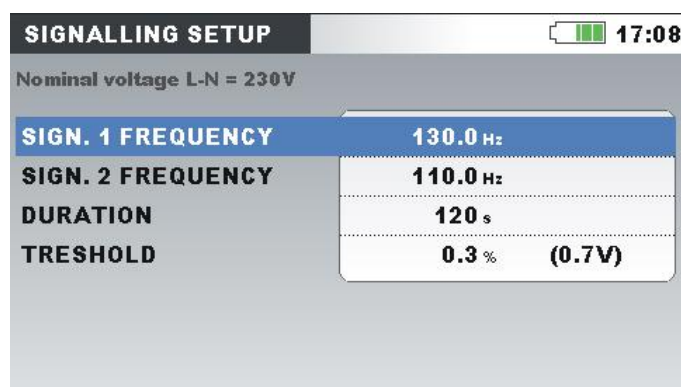 SIGNALLING SETUP 17:08
Nominal voltage L-N = 230V
SIGN. 1 FREQUENCY 130.0 Hz
SIGN. 2 FREQUENCY 110.0 Hz
DURATION 120 s
TRESHOLD 0.3 % (0.7V)